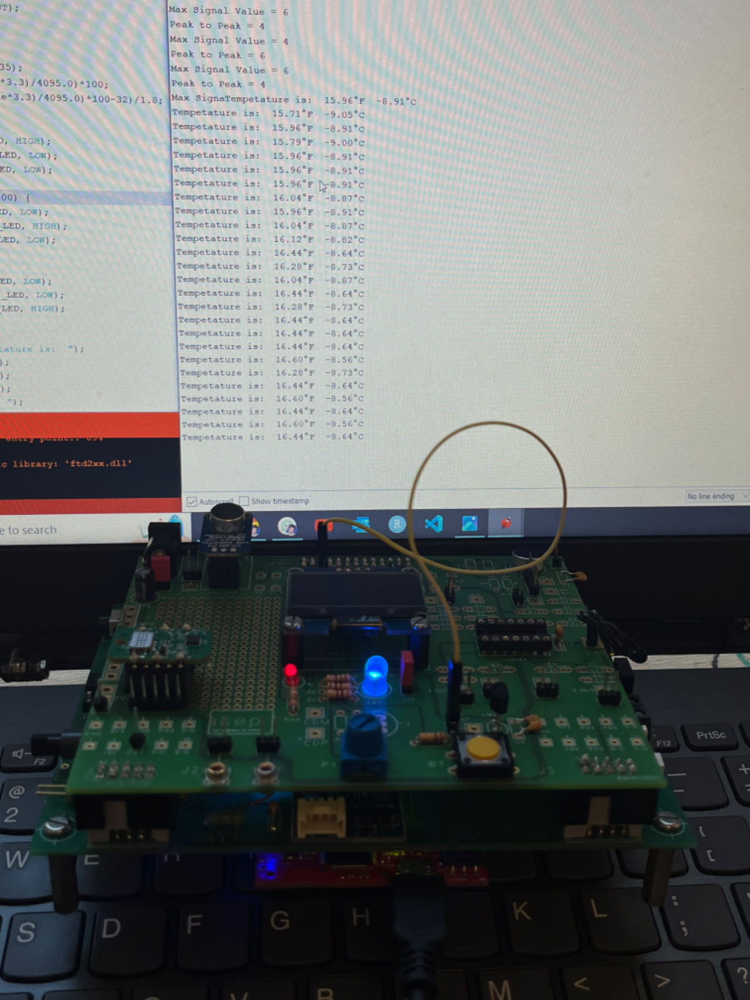 T);
35);
*3.3)/4095.0)*100;
e*3.3)/4095.0)*100-32)/1.8;
D, HIGH);
LED, LOW);
ED, LOW);
00) {
ED, LOW);
_LED, HIGH);
LED, LOW);
ED, LOW);
_LED, LOW);
_LED, HIGH);
ature is:  ");
);
);
);
");
entry point..
c library: 'ftd2xx.dll'
Max Signal Value = 6
Peak to Peak = 4
Max Signal Value = 4
Peak to Peak = 6
Max Signal Value = 6
Peak to Peak = 4
Max SignaTempetature is:  15.96°F  -8.91°C
Tempetature is:  15.71°F  -9.05°C
Tempetature is:  15.96°F  -8.91°C
Tempetature is:  15.79°F  -9.00°C
Tempetature is:  15.96°F  -8.91°C
Tempetature is:  15.96°F  -8.91°C
Tempetature is:  15.96°F  -8.91°C
Tempetature is:  16.04°F  -8.87°C
Tempetature is:  15.96°F  -8.91°C
Tempetature is:  16.04°F  -8.87°C
Tempetature is:  16.12°F  -8.82°C
Tempetature is:  16.44°F  -8.64°C
Tempetature is:  16.28°F  -8.73°C
Tempetature is:  16.04°F  -8.87°C
Tempetature is:  16.44°F  -8.64°C
Tempetature is:  16.28°F  -8.73°C
Tempetature is:  16.44°F  -8.64°C
Tempetature is:  16.44°F  -8.64°C
Tempetature is:  16.44°F  -8.64°C
Tempetature is:  16.60°F  -8.56°C
Tempetature is:  16.28°F  -8.73°C
Tempetature is:  16.44°F  -8.64°C
Tempetature is:  16.60°F  -8.56°C
Tempetature is:  16.44°F  -8.64°C
Tempetature is:  16.60°F  -8.56°C
Tempetature is:  16.44°F  -8.64°C
Autoscroll Show timestamp
No line ending
e to search
R
ep
J2
P1
B1
F2
F12
PrtSc
@
2
W E R
{
[
S D F G H K L
:
;
V B M < > ?